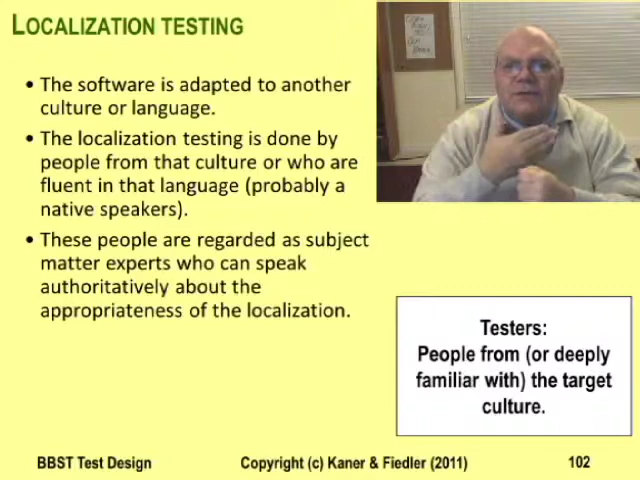 LOCALIZATION TESTING
• The software is adapted to another
culture or language.
• The localization testing is done by
people from that culture or who are
fluent in that language (probably a
native speakers).
• These people are regarded as subject
matter experts who can speak
authoritatively about the
appropriateness of the localization.
Testers:
People from (or deeply
familiar with) the target
culture.
BBST Test Design
Copyright (c) Kaner & Fiedler (2011)
102